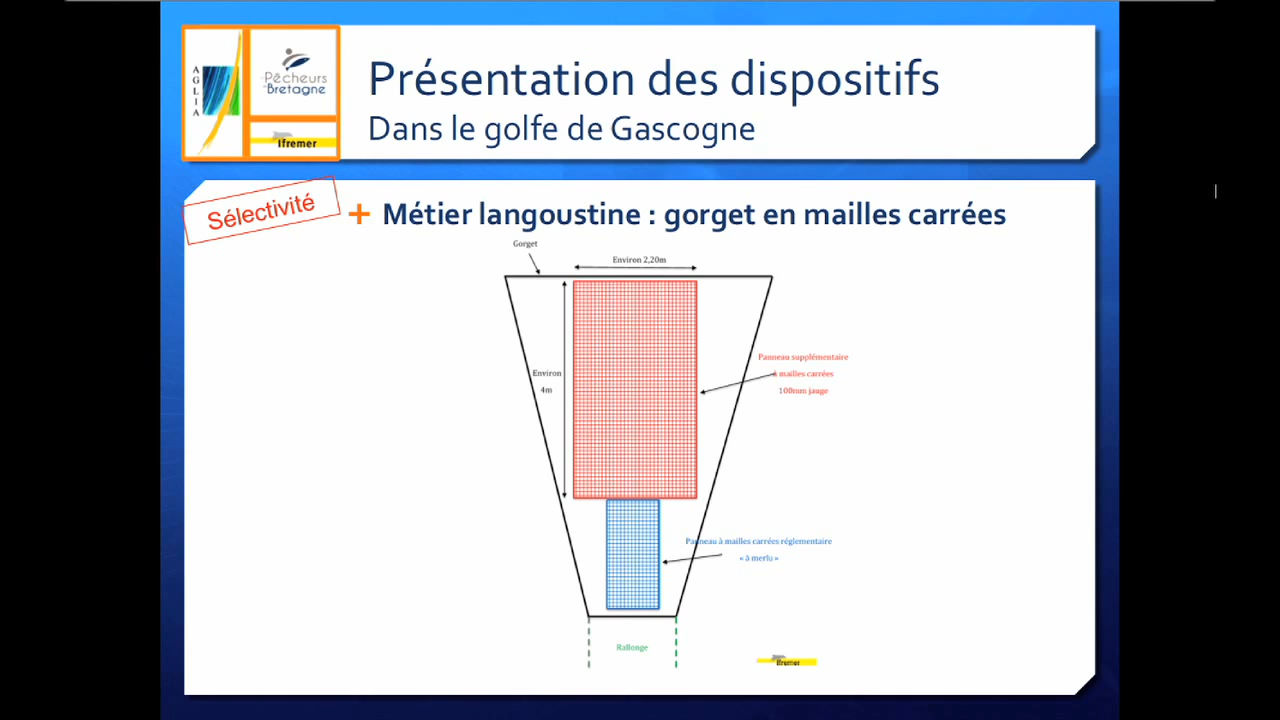 AGLIA
Pêcheurs
de Bretagne
Ifremer
Présentation des dispositifs
Dans le golfe de Gascogne
Sélectivité
+ Métier langoustine : gorget en mailles carrées
Gorget
Environ 2,20m
Environ
4m
Panneau supplémentaire
à mailles carrées
100mm jauge
Panneau à mailles carrées réglementaire
« à merlu »
Rallonge
Ifremer